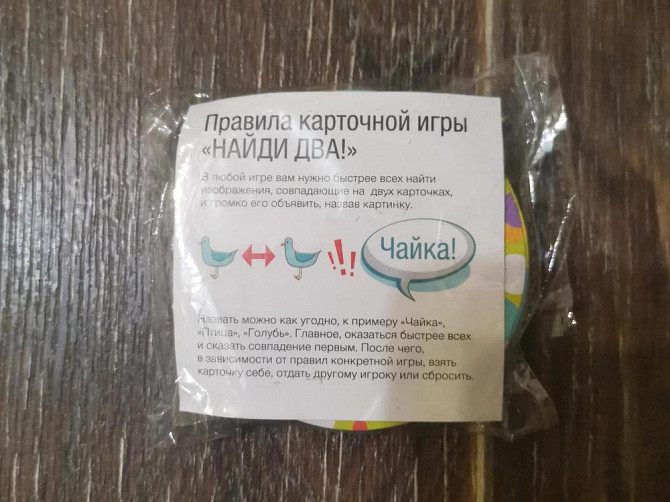 Правила карточной игры
«НАЙДИ ДВА!»
В любой игре вам нужно быстрее всех найти
изображения, совпадающие на двух карточках,
и громко его объявить, назвав картинку.
Чайка!
Назвать можно как угодно, к примеру «Чайка»,
«Птица», «Голубь». Главное, оказаться быстрее всех
и сказать совпадение первым. После чего,
в зависимости от правил конкретной игры, взять
карточку себе, отдать другому игроку или сбросить.